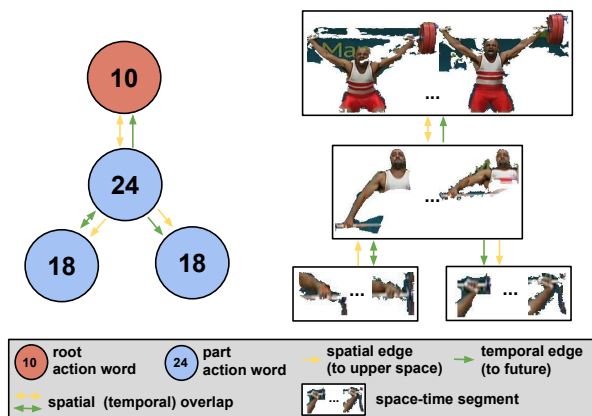 10
24
18
18
Ma
...
...
...
...
10
root
action word
24
part
action word
spatial edge
(to upper space)
temporal edge
(to future)
spatial (temporal) overlap
...
space-time segment